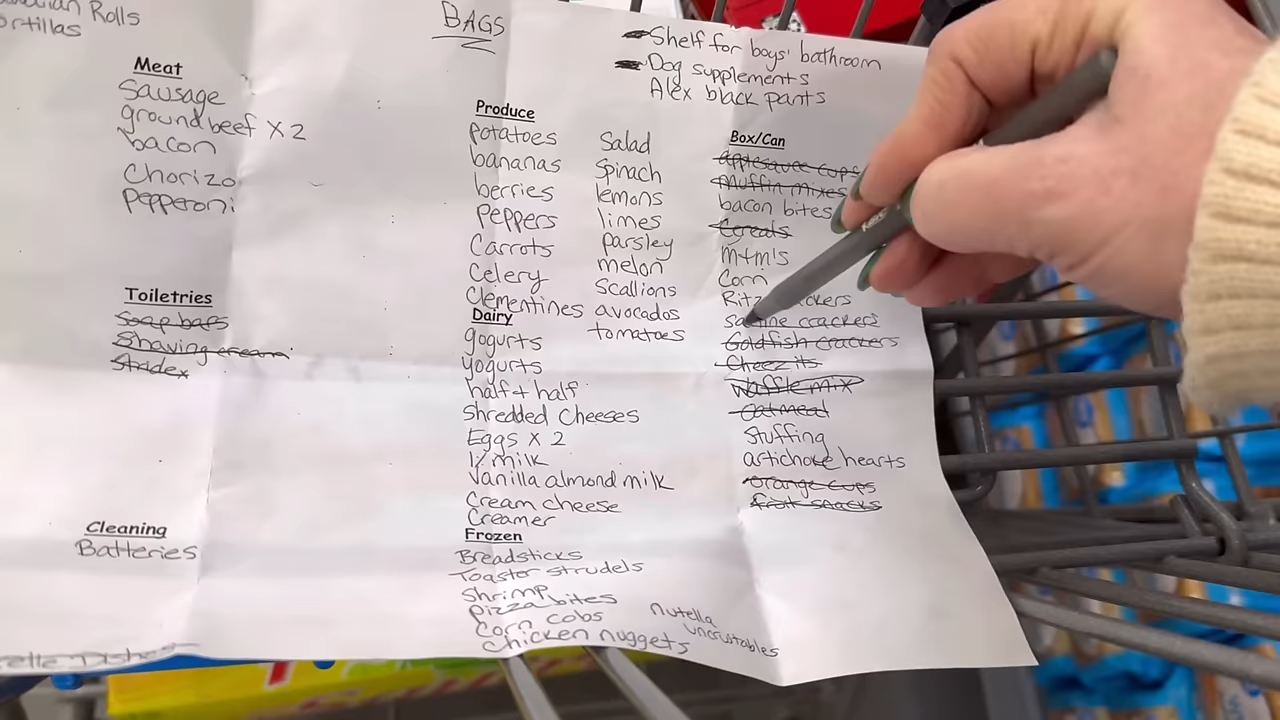 Rolls
BAGS
Shelf for boys' bathroom
Dog supplements
Alex black pants
Meat
Sausage
ground beef x 2
bacon
Chorizo
Pepperoni
Toiletries
Soap bars
Shaving cream
Stridex
Cleaning
Batteries
Produce
Potatoes
bananas
berries
Peppers
Carrots
Celery
Clementines
Salad
Spinach
lemons
limes
Parsley
melon
Scallions
avocados
tomatoes
Dairy
yogurts
yogurts
half + half
Shredded Cheeses
Eggs x 2
1% milk
Vanilla almond milk
Cream cheese
Creamer
Frozen
Breadsticks
Toaster strudels
Shrimp
Pizza bites
Corn cobs
Chicken nuggets
nutella
uncrustables
Box/Can
applesauce cups
Muffin mixes
bacon bites
Cereals
m+m's
Corn
Ritz
crackers
Goldfish crackers
Cheez its
Waffle mix
Oatmeal
Stuffing
artichoke hearts
orange cups
fruit snacks